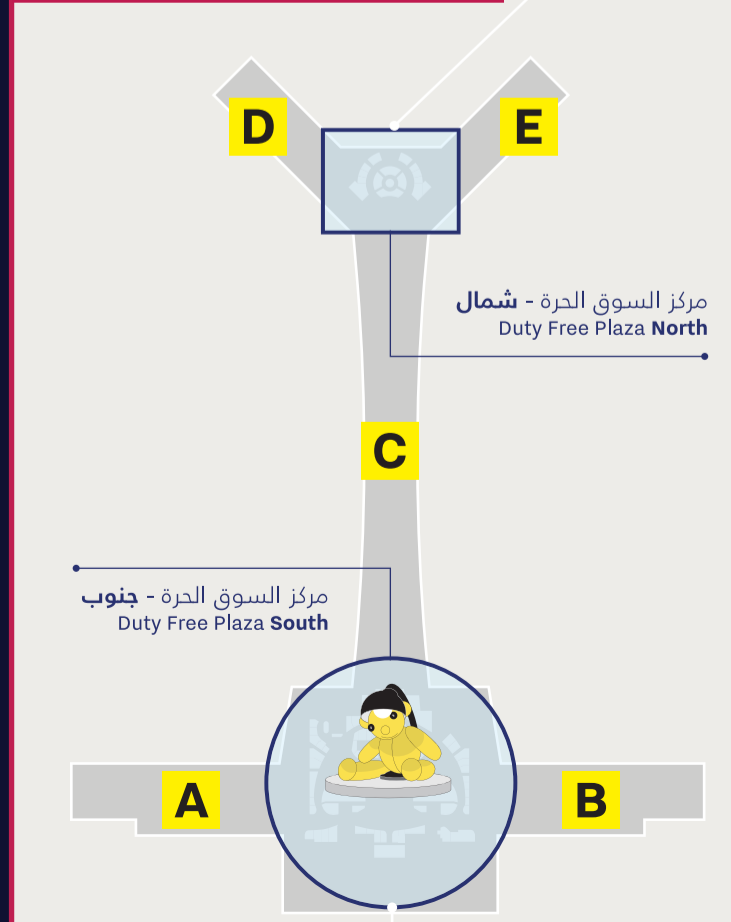 D
E
مركز السوق الحرة - شمال
Duty Free Plaza North
C
مركز السوق الحرة - جنوب
Duty Free Plaza South
A
B